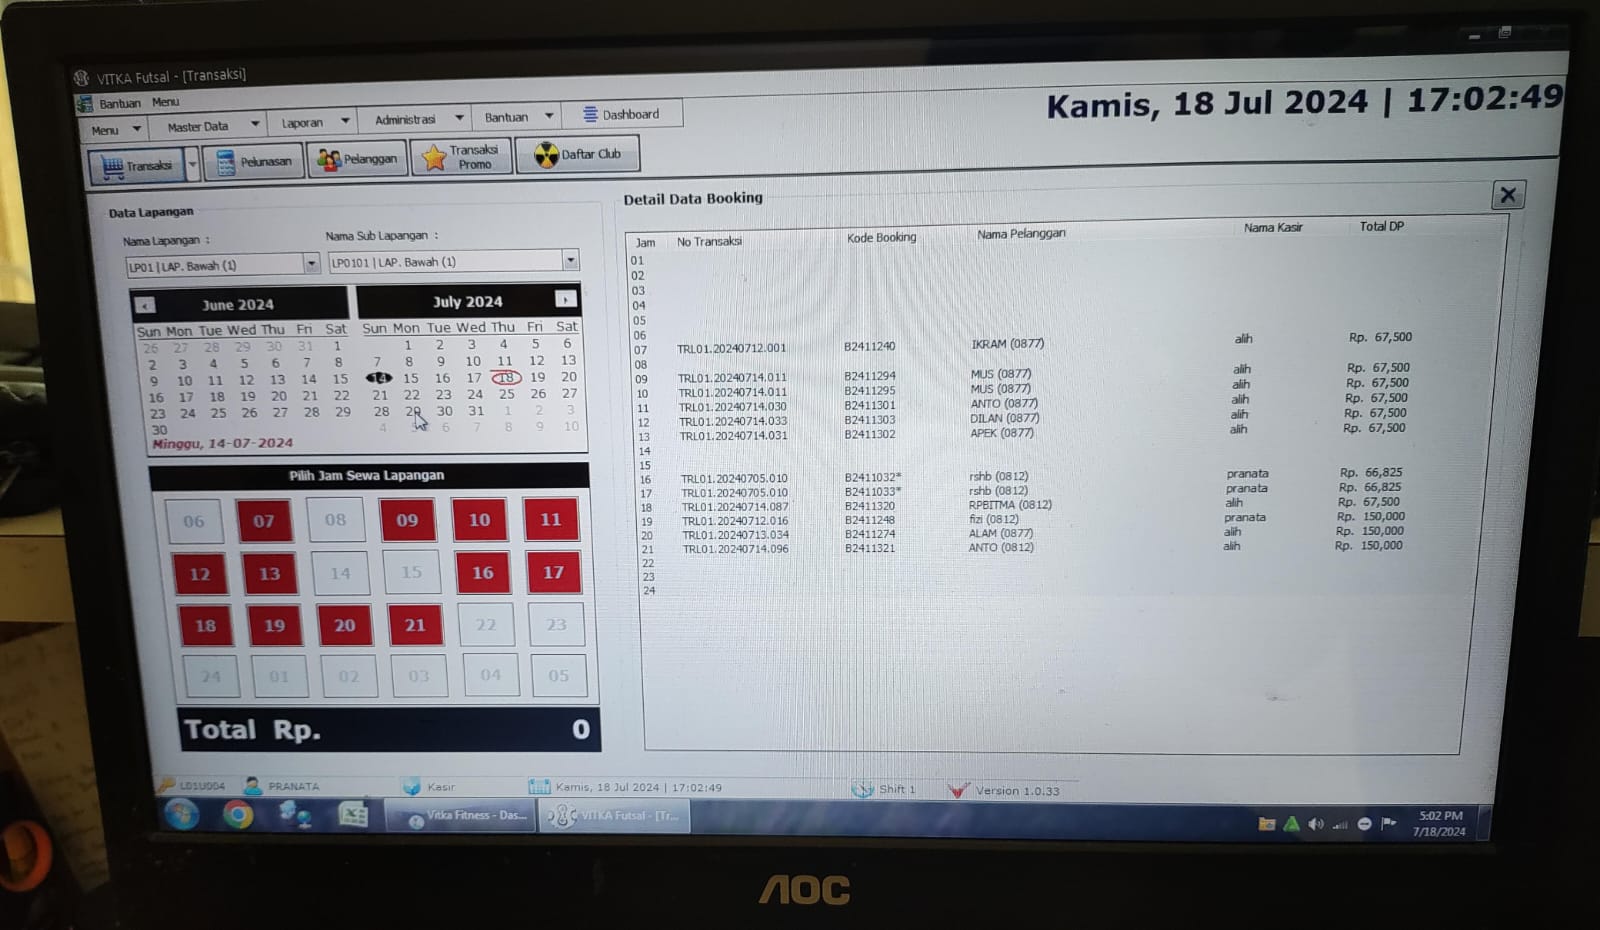 VITKA Futsal - [Transaksi]
Bantuan Menu
Menu Master Data Laporan Administrasi Bantuan Dashboard
Kamis, 18 Jul 2024 | 17:02:49
Transaksi Pelunasan Pelanggan Transaksi Promo Daftar Club
Data Lapangan
Nama Lapangan : Nama Sub Lapangan :
LP01 | LAP. Bawah (1) LP0101 | LAP. Bawah (1)
June 2024 July 2024
Sun Mon Tue Wed Thu Fri Sat Sun Mon Tue Wed Thu Fri Sat
26 27 28 29 30 31 1 1 2 3 4 5 6
2 3 4 5 6 7 8 7 8 9 10 11 12 13
9 10 11 12 13 14 15 14 15 16 17 18 19 20
16 17 18 19 20 21 22 21 22 23 24 25 26 27
23 24 25 26 27 28 29 28 29 30 31 1 2 3
30 4 5 6 7 8 9 10
Minggu, 14-07-2024
Pilih Jam Sewa Lapangan
06 07 08 09 10 11
12 13 14 15 16 17
18 19 20 21 22 23
24 01 02 03 04 05
Total Rp. 0
Detail Data Booking
Jam No Transaksi Kode Booking Nama Pelanggan Nama Kasir Total DP
01
02
03
04
05
06
07 TRL01.20240712.001 B2411240 IKRAM (0877) alih Rp. 67,500
08
09 TRL01.20240714.011 B2411294 MUS (0877) alih Rp. 67,500
10 TRL01.20240714.011 B2411295 MUS (0877) alih Rp. 67,500
11 TRL01.20240714.030 B2411301 ANTO (0877) alih Rp. 67,500
12 TRL01.20240714.033 B2411303 DILAN (0877) alih Rp. 67,500
13 TRL01.20240714.031 B2411302 APEK (0877) alih Rp. 67,500
14
15
16 TRL01.20240705.010 B2411032* rshb (0812) pranata Rp. 66,825
17 TRL01.20240705.010 B2411033* rshb (0812) pranata Rp. 66,825
18 TRL01.20240714.087 B2411320 RPBITMA (0812) alih Rp. 67,500
19 TRL01.20240712.016 B2411248 fizi (0812) pranata Rp. 150,000
20 TRL01.20240713.034 B2411274 ALAM (0877) alih Rp. 150,000
21 TRL01.20240714.096 B2411321 ANTO (0812) alih Rp. 150,000
22
23
24
LD1U004 PRANATA Kasir Kamis, 18 Jul 2024 | 17:02:49 Shift 1 Version 1.0.33
Vitka Fitness - Das... VITKA Futsal - [Tr...
5:02 PM
7/18/2024
AOC